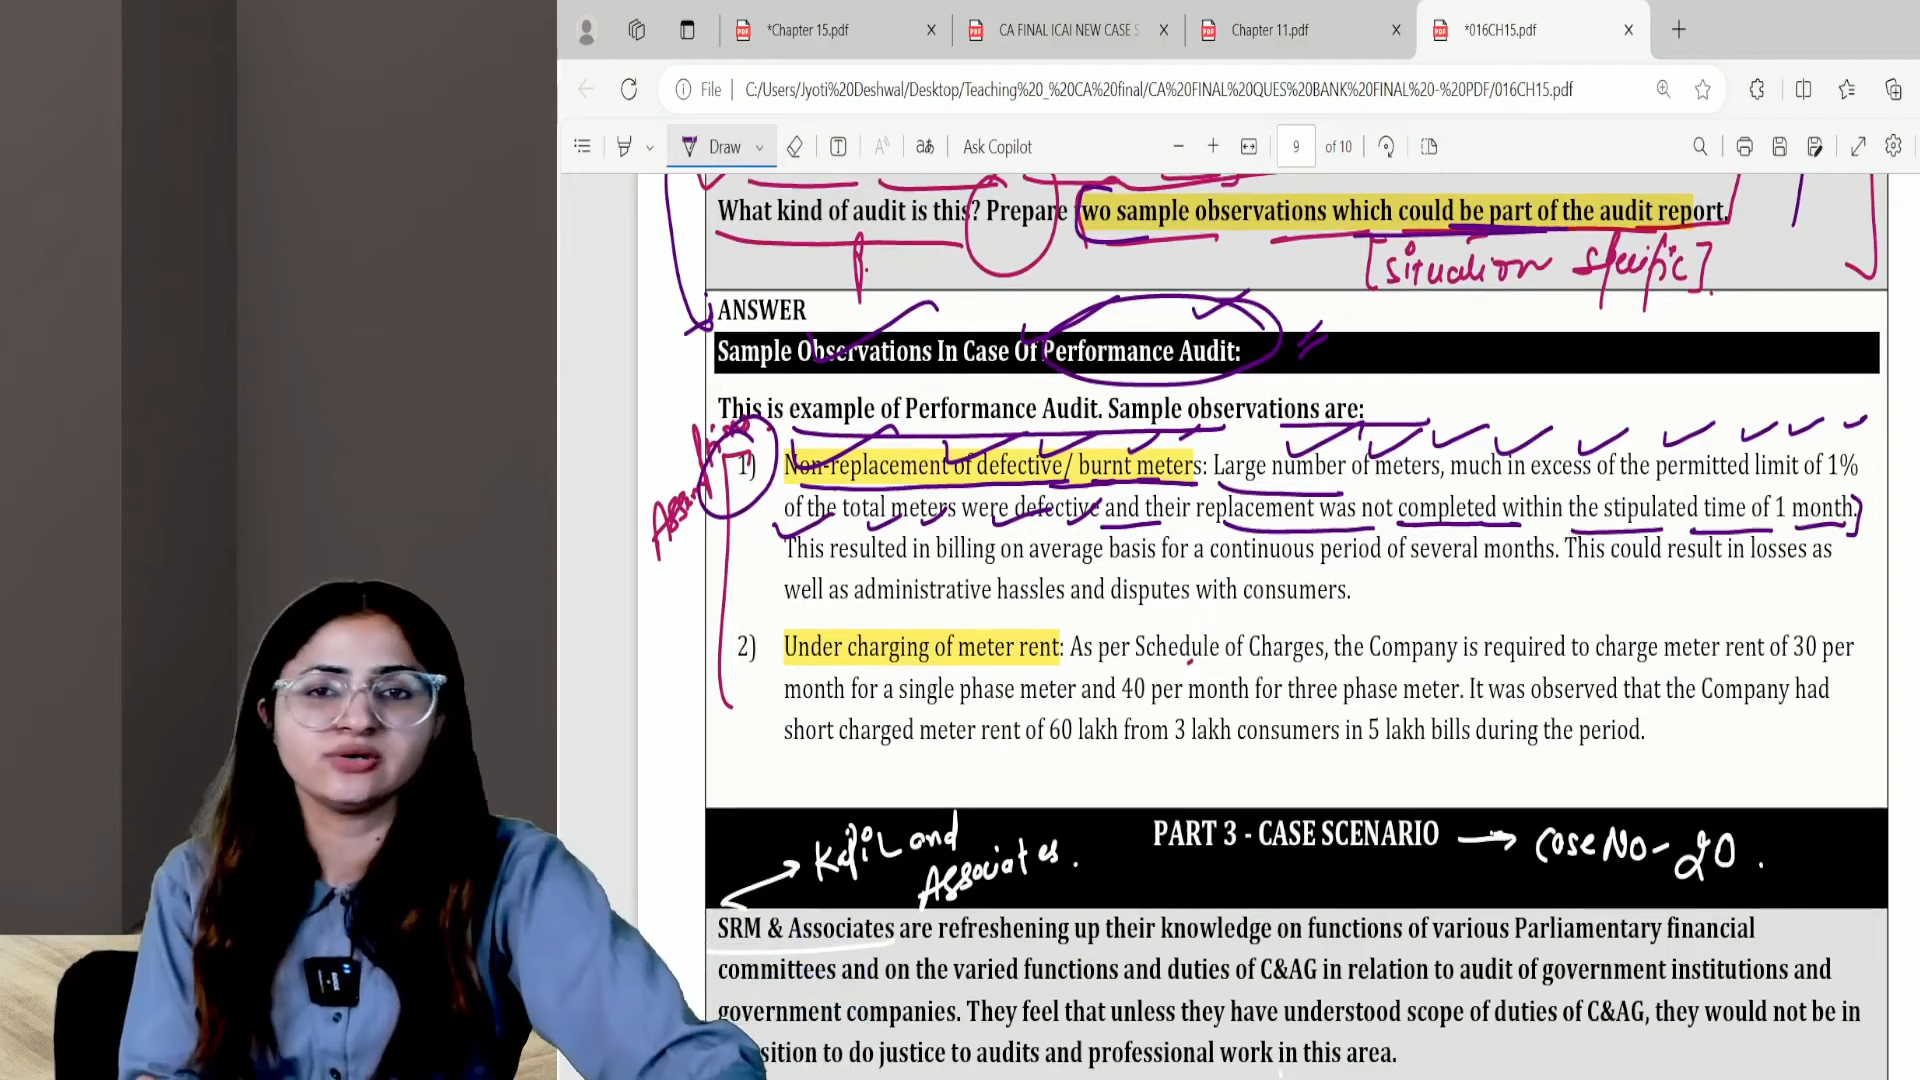 *Chapter 15.pdf
CA FINAL ICAI NEW CASE S
Chapter 11.pdf
*016CH15.pdf
File
C:/Users/Jyoti%20Deshwal/Desktop/Teaching%20_%20CA%20final/CA%20FINAL%20QUES%20BANK%20FINAL%20-%20PDF/016CH15.pdf
Draw
aあ
Ask Copilot
9
of 10
What kind of audit is this? Prepare two sample observations which could be part of the audit report.
[situation specific].
ANSWER
Sample Observations In Case Of Performance Audit:
This is example of Performance Audit. Sample observations are:
1) Non-replacement of defective/ burnt meters: Large number of meters, much in excess of the permitted limit of 1%
of the total meters were defective and their replacement was not completed within the stipulated time of 1 month.
This resulted in billing on average basis for a continuous period of several months. This could result in losses as
well as administrative hassles and disputes with consumers.
2) Under charging of meter rent: As per Schedule of Charges, the Company is required to charge meter rent of 30 per
month for a single phase meter and 40 per month for three phase meter. It was observed that the Company had
short charged meter rent of 60 lakh from 3 lakh consumers in 5 lakh bills during the period.
Kapil and
Associates.
PART 3 - CASE SCENARIO
Case No - 20.
SRM & Associates are refreshening up their knowledge on functions of various Parliamentary financial
committees and on the varied functions and duties of C&AG in relation to audit of government institutions and
government companies. They feel that unless they have understood scope of duties of C&AG, they would not be in
sition to do justice to audits and professional work in this area.